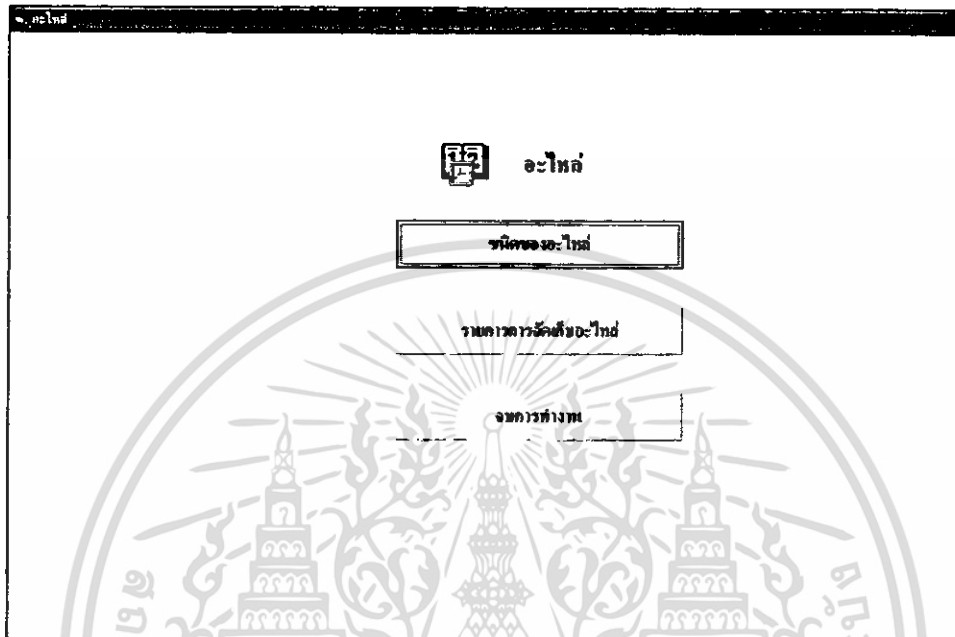 อะไหล่
อะไหล่
ชนิดของอะไหล่
รายการการจัดเก็บอะไหล่
จบการทำงาน